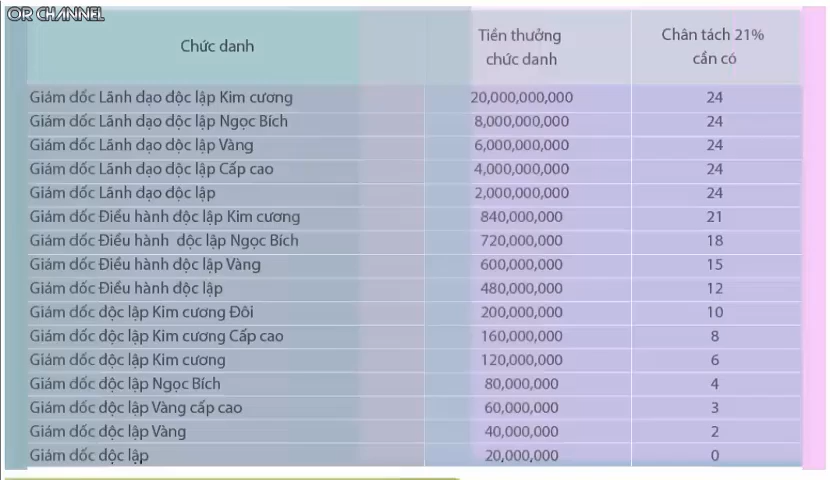 OR CHANNEL
Chức danh
Tiền thưởng
chức danh
Chân tách 21%
cần có
Giám đốc Lãnh đạo độc lập Kim cương 20,000,000,000 24
Giám đốc Lãnh đạo độc lập Ngọc Bích 8,000,000,000 24
Giám đốc Lãnh đạo độc lập Vàng 6,000,000,000 24
Giám đốc Lãnh đạo độc lập Cấp cao 4,000,000,000 24
Giám đốc Lãnh đạo độc lập 2,000,000,000 24
Giám đốc Điều hành độc lập Kim cương 840,000,000 21
Giám đốc Điều hành độc lập Ngọc Bích 720,000,000 18
Giám đốc Điều hành độc lập Vàng 600,000,000 15
Giám đốc Điều hành độc lập 480,000,000 12
Giám đốc độc lập Kim cương Đôi 200,000,000 10
Giám đốc độc lập Kim cương Cấp cao 160,000,000 8
Giám đốc độc lập Kim cương 120,000,000 6
Giám đốc độc lập Ngọc Bích 80,000,000 4
Giám đốc độc lập Vàng cấp cao 60,000,000 3
Giám đốc độc lập Vàng 40,000,000 2
Giám đốc độc lập 20,000,000 0